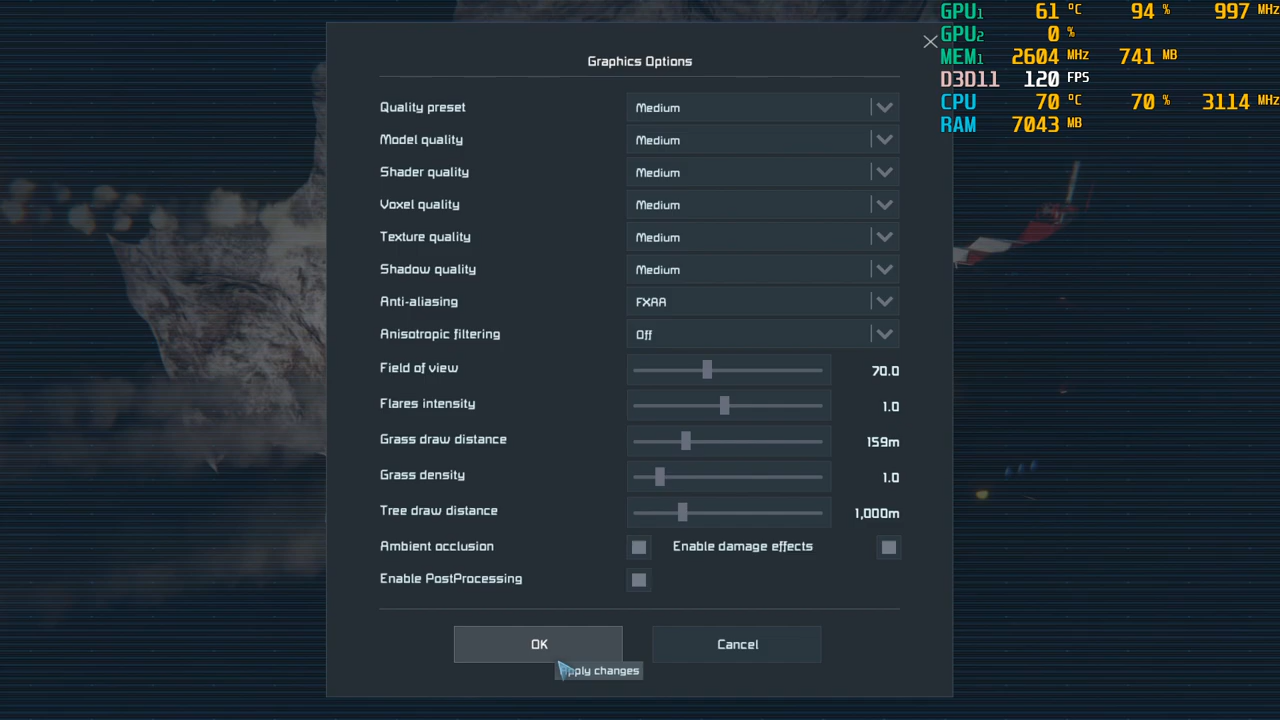 GPU1 61 °C 94 % 997 MHz
GPU2 0 %
MEM1 2604 MHz 741 MB
D3D11 120 FPS
CPU 70 °C 70 % 3114 MHz
RAM 7043 MB
Graphics Options
Quality preset Medium
Model quality Medium
Shader quality Medium
Voxel quality Medium
Texture quality Medium
Shadow quality Medium
Anti-aliasing FXAA
Anisotropic filtering Off
Field of view 70.0
Flares intensity 1.0
Grass draw distance 159m
Grass density 1.0
Tree draw distance 1,000m
Ambient occlusion Enable damage effects
Enable PostProcessing
OK Cancel
Apply changes